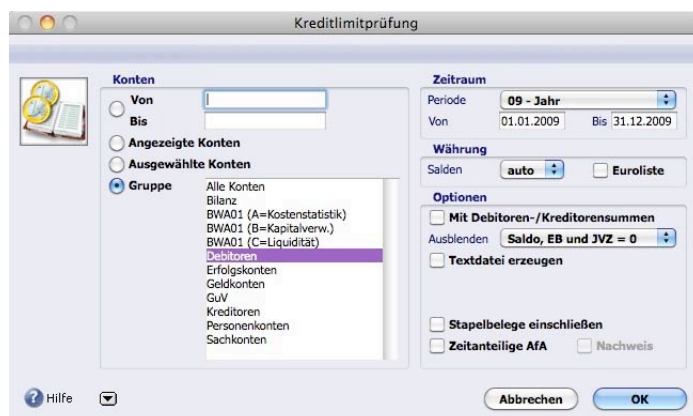 Kreditlimitprüfung
Konten
Von
Bis
Angezeigte Konten
Ausgewählte Konten
Gruppe
Alle Konten
Bilanz
BWA01 (A=Kostenstatistik)
BWA01 (B=Kapitalverw.)
BWA01 (C=Liquidität)
Debitoren
Erfolgskonten
Geldkonten
GuV
Kreditoren
Personenkonten
Sachkonten
Zeitraum
Periode 09 - Jahr
Von 01.01.2009 Bis 31.12.2009
Währung
Salden auto Euroliste
Optionen
Mit Debitoren-/Kreditorensummen
Ausblenden Saldo, EB und JVZ = 0
Textdatei erzeugen
Stapelbelege einschließen
Zeitanteilige AfA Nachweis
Hilfe
Abbrechen OK